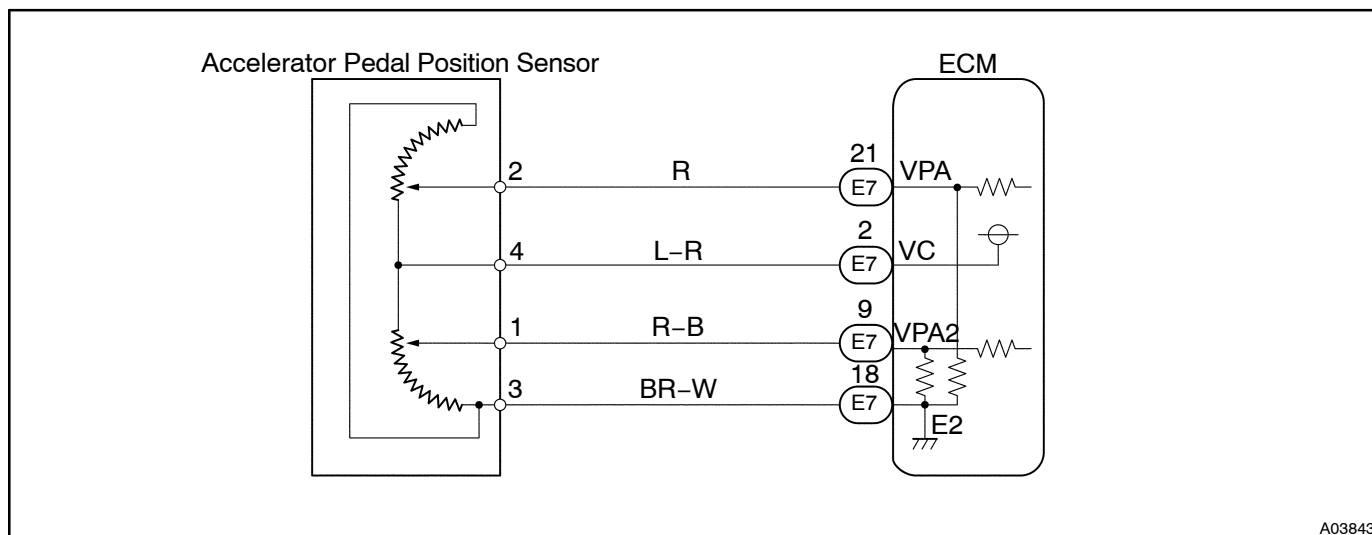 Accelerator Pedal Position Sensor
ECM
2
R
21
E7
VPA
4
L–R
2
E7
VC
1
R–B
9
E7
VPA2
3
BR–W
18
E7
E2
A03843